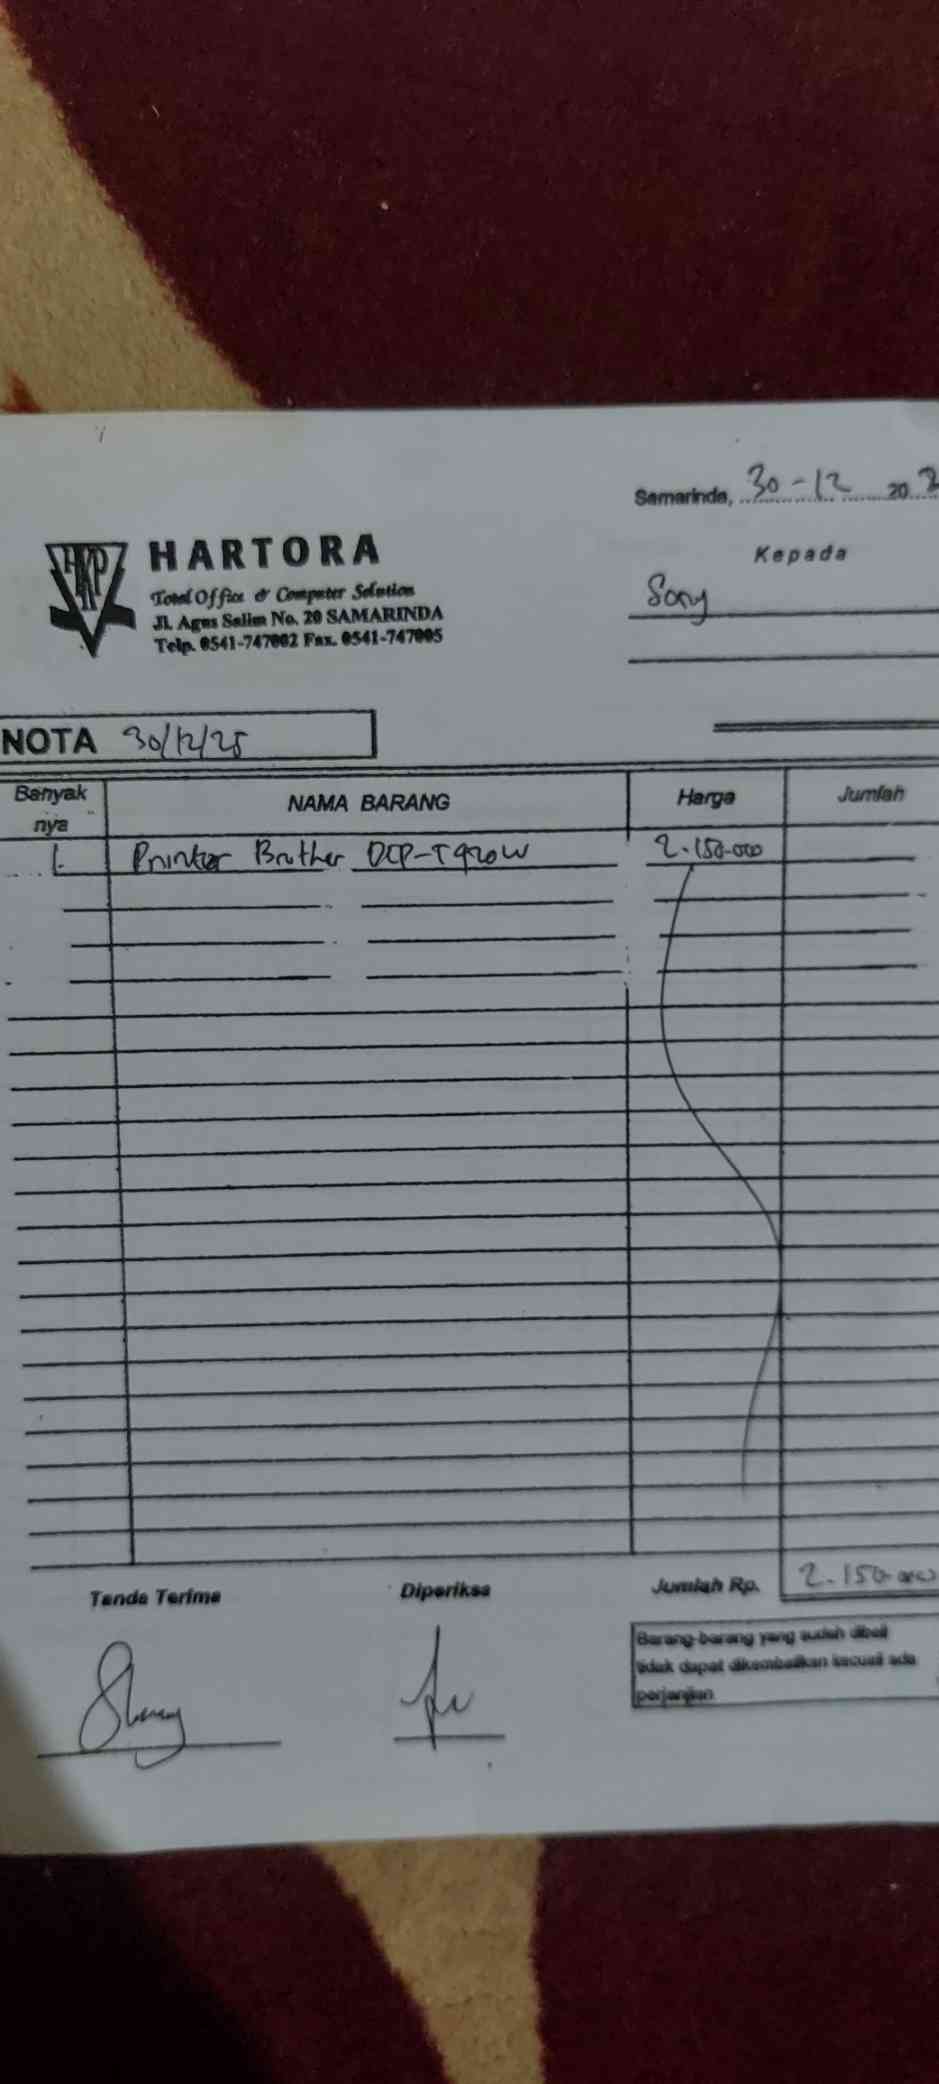 Samarinda, 30-12 20
HKP
HARTORA
Total Office & Computer Solution
Jl. Agus Salim No. 20 SAMARINDA
Telp. 0541-747002 Fax. 0541-747005
Kepada
Sony
NOTA 30/12/25
Banyak nya NAMA BARANG Harga Jumlah
1. Printer Brother DCP-T920W 2.150.000
Tanda Terima Diperiksa Jumlah Rp. 2.150.000
Barang-barang yang sudah dibeli
tidak dapat dikembalikan kecuali ada
perjanjian